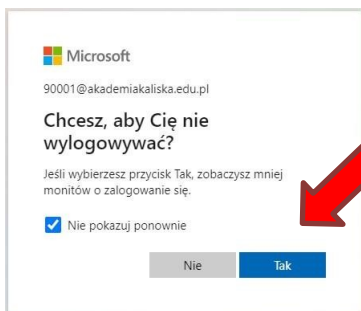 Microsoft
90001@akademiakaliska.edu.pl
Chcesz, aby Cię nie
wylogowywać?
Jeśli wybierzesz przycisk Tak, zobaczysz mniej
monitów o zalogowanie się.
Nie pokazuj ponownie
Nie Tak